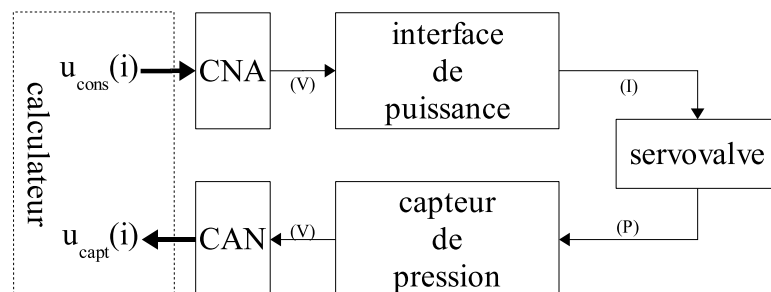 calculateur
u_cons(i)
CNA
(V)
interface
de
puissance
(I)
servovalve
(P)
capteur
de
pression
(V)
CAN
u_capt(i)